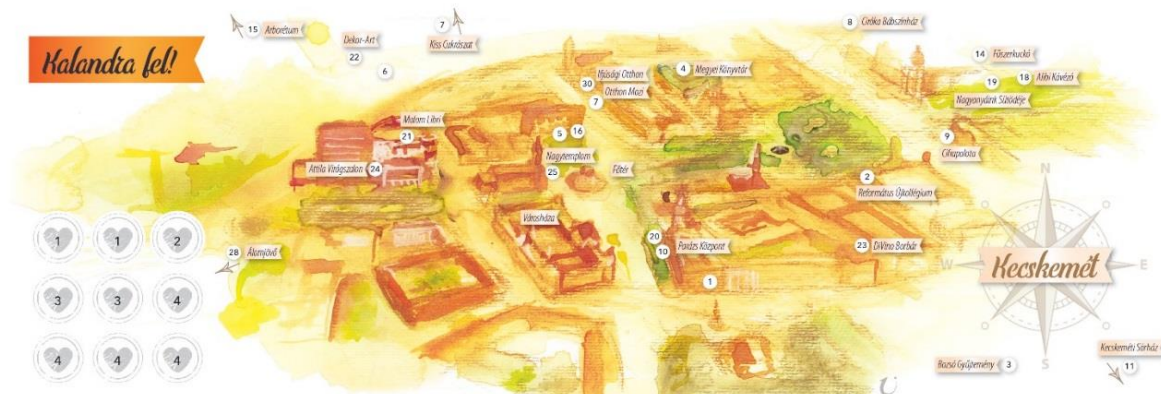 Kalandra fel!
15 Arborétum
Dekor-Art
22
6
7
Kiss Cukrászat
8 Ciróka Bábszínház
Ifjúsági Otthon
30
Otthon Mozi
7
4 Megyei Könyvtár
14 Fűszerkuckó
19
18 Alibi Kávézó
Nagyanyáink Sütödéje
9
Cifrapalota
Malom Libri
21
5
16
Attila Virágszalon 24
Nagytemplom
25
Főtér
2
Református Újkollégium
Városháza
20
10 Parázs Központ
23 DiVino Borbár
1
28 Álomjövő
1 1 2
3 3 4
4 4 4
N
W
E
S
Kecskemét
Bozsó Gyűjtemény 3
Kecskeméti Sörház
11